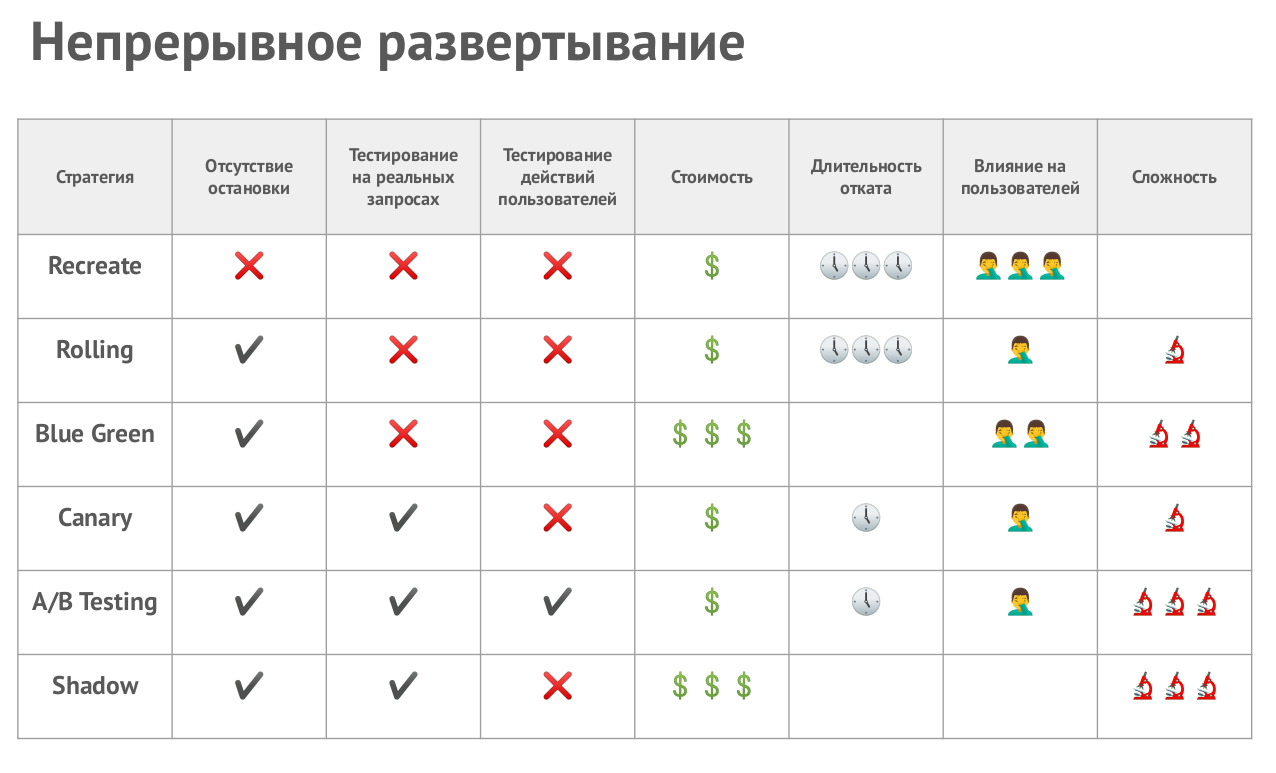 Непрерывное развертывание
Стратегия
Отсутствие
остановки
Тестирование
на реальных
запросах
Тестирование
действий
пользователей
Стоимость
Длительность
отката
Влияние на
пользователей
Сложность
Recreate
❌
❌
❌
$
🕔🕔🕔
🤦‍♂️🤦‍♂️🤦‍♂️
Rolling
✔
❌
❌
$
🕔🕔🕔
🤦‍♂️
🔬
Blue Green
✔
❌
❌
$ $ $
🤦‍♂️🤦‍♂️
🔬🔬
Canary
✔
✔
❌
$
🕔
🤦‍♂️
🔬
A/B Testing
✔
✔
✔
$
🕔
🤦‍♂️
🔬🔬🔬
Shadow
✔
✔
❌
$ $ $
🔬🔬🔬